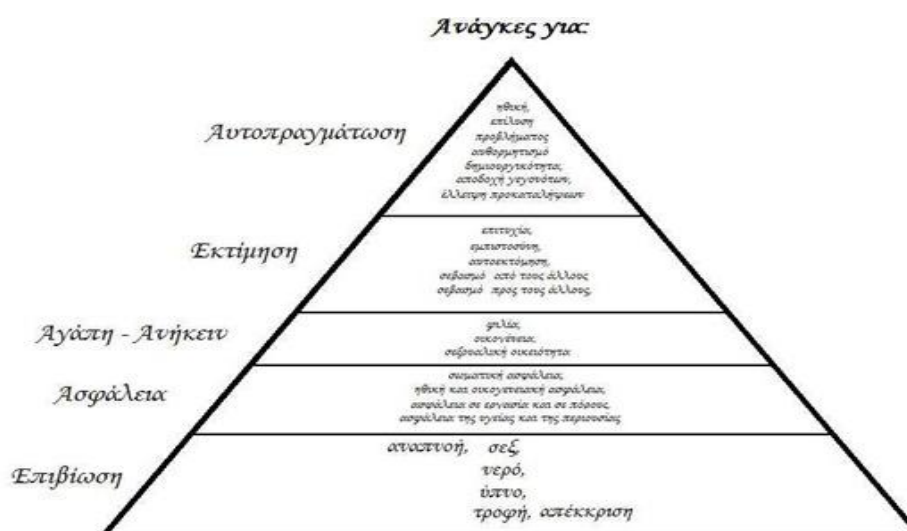 Ανάγκες για:
Αυτοπραγμάτωση
ηθική,
επίλυση
προβλήματος
αυθορμητισμό
δημιουργικότητα,
αποδοχή γεγονότων,
έλλειψη προκαταλήψεων
Εκτίμηση
επιτυχία,
εμπιστοσύνη,
αυτοεκτόμηση,
σεβασμό από τους άλλους
σεβασμό προς τους άλλους,
Αγάπη - Ανήκειν
φιλία,
οικογένεια,
σεξουαλική οικειότητα
Ασφάλεια
σωματική ασφάλεια,
ηθική και οικογενειακή ασφάλεια,
ασφάλεια σε εργασία και σε πόρους,
ασφάλεια της υγείας και της περιουσίας
Επιβίωση
αναπνοή, σεξ,
νερό,
ύπνο,
τροφή, απέκκριση